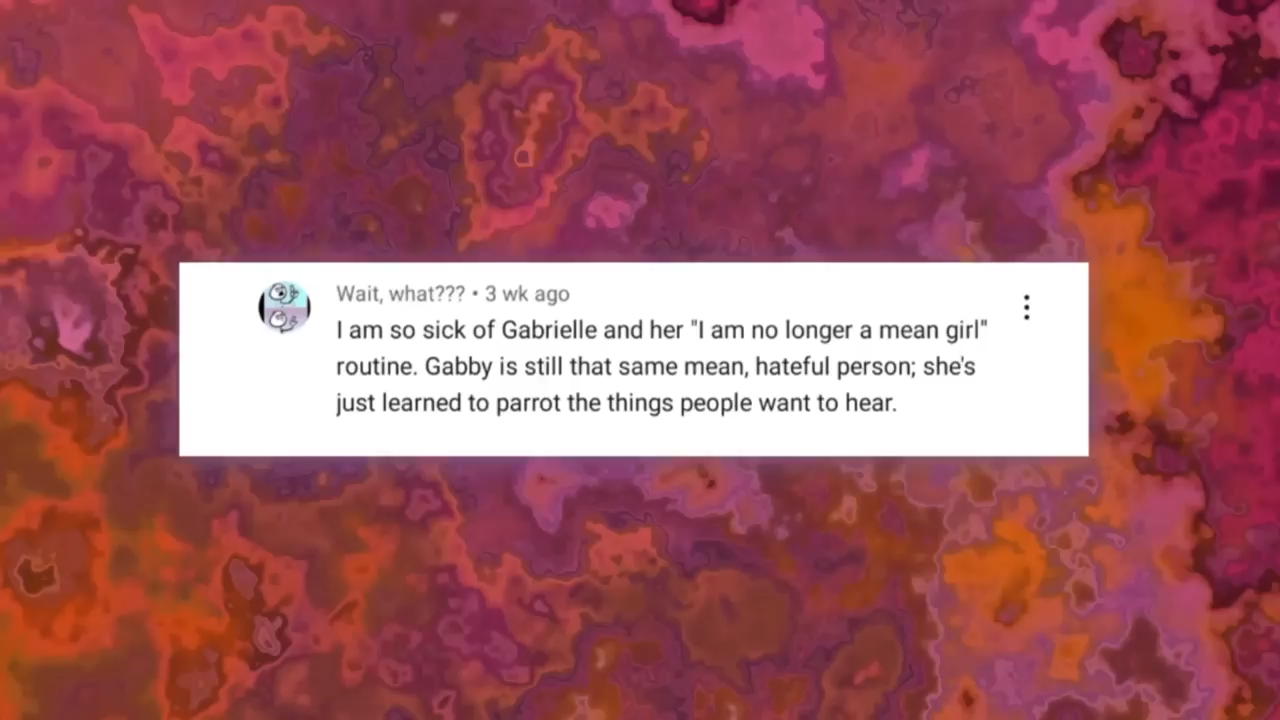 Wait, what??? • 3 wk ago
I am so sick of Gabrielle and her "I am no longer a mean girl"
routine. Gabby is still that same mean, hateful person; she's
just learned to parrot the things people want to hear.